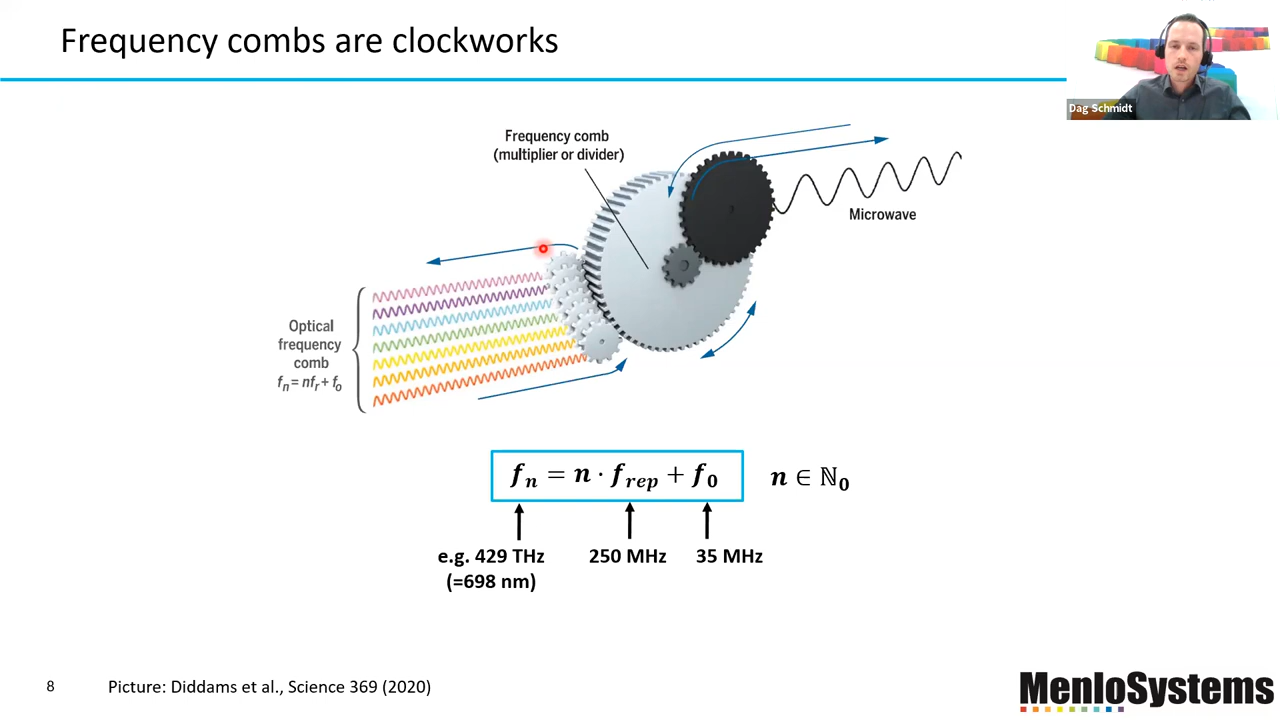 Frequency combs are clockworks
Dag Schmidt
Frequency comb
(multiplier or divider)
Microwave
Optical
frequency
comb
fₙ = nfᵣ + fₒ
𝒇ₙ = 𝒏 · 𝒇ᵣₑₚ + 𝒇₀
𝒏 ∈ ℕ₀
e.g. 429 THz
(=698 nm)
250 MHz
35 MHz
8
Picture: Diddams et al., Science 369 (2020)
MenloSystems